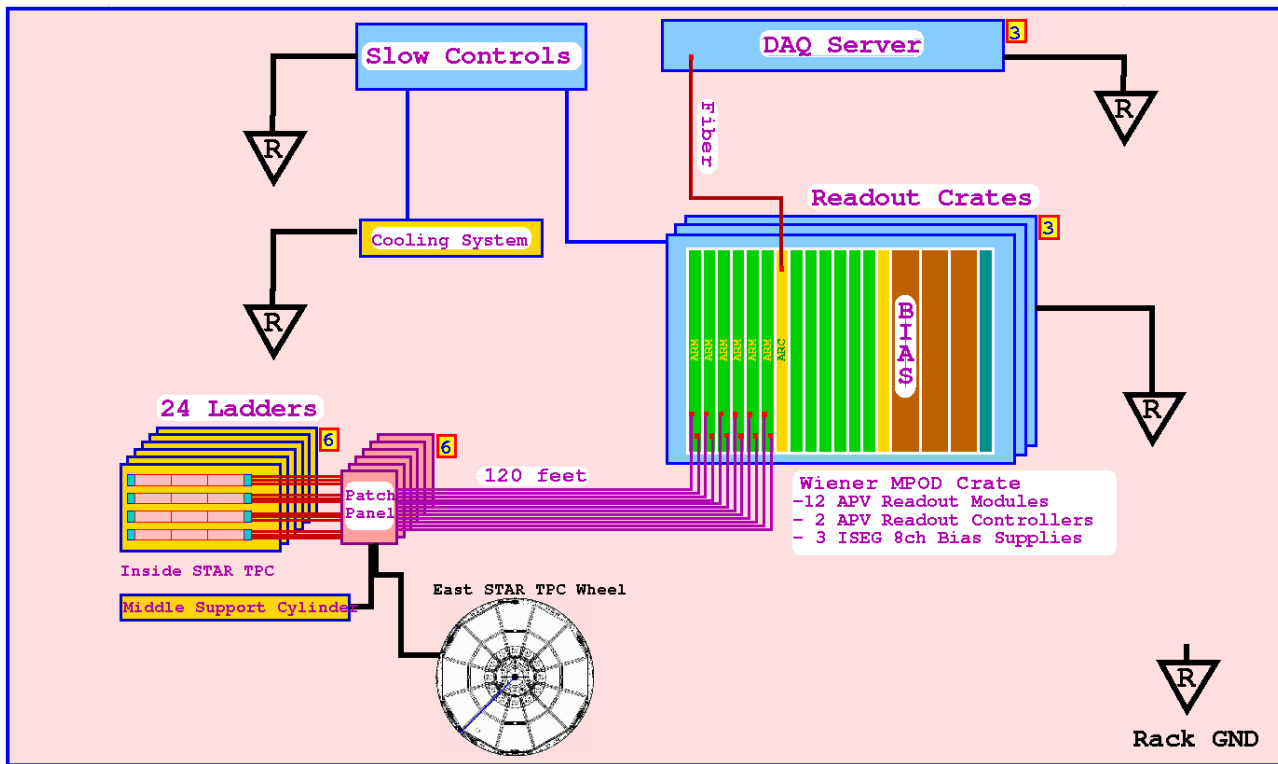 Slow Controls
DAQ Server
3
R
R
Fiber
Readout Crates
3
Cooling System
R
BIAS
ARM ARM ARM ARM ARM ARM ARC
R
24 Ladders
6
6
120 feet
Patch
Panel
Wiener MPOD Crate
-12 APV Readout Modules
- 2 APV Readout Controllers
- 3 ISEG 8ch Bias Supplies
Inside STAR TPC
Middle Support Cylinder
East STAR TPC Wheel
R
Rack GND